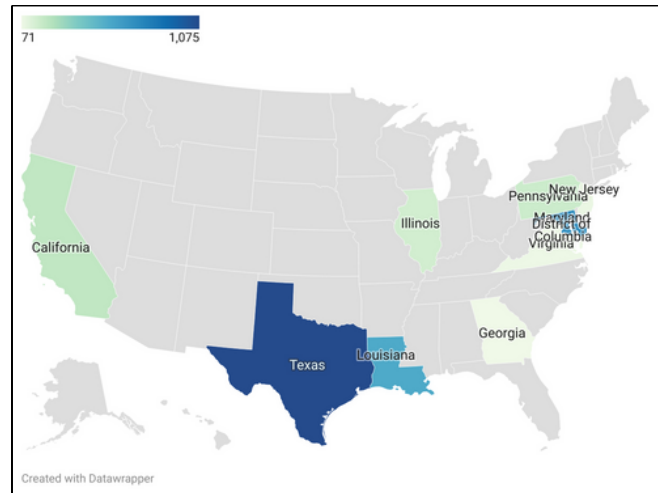 71 1,075
New Jersey
Pennsylvania
Maryland
District of
Columbia
Virginia
Illinois
California
Georgia
Louisiana
Texas
Created with Datawrapper